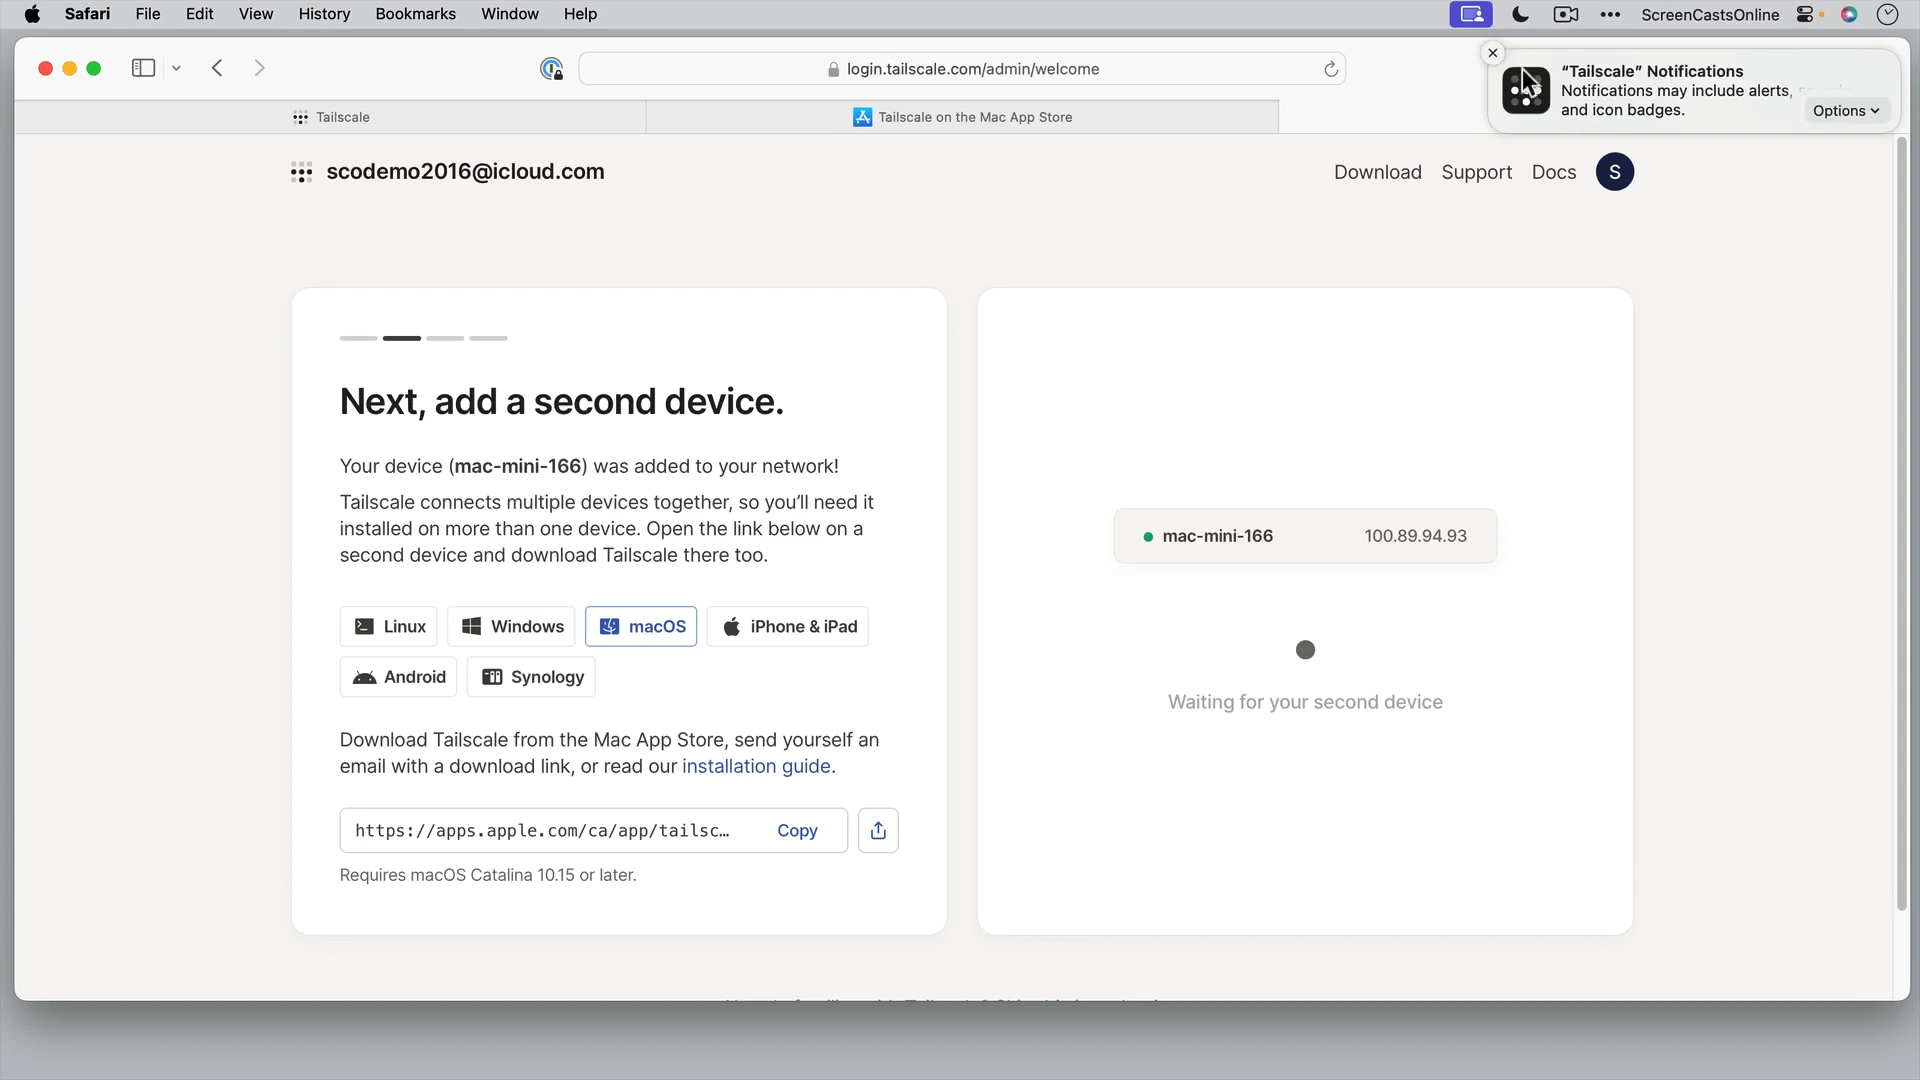 Safari File Edit View History Bookmarks Window Help
ScreenCastsOnline
login.tailscale.com/admin/welcome
“Tailscale” Notifications
Notifications may include alerts,
and icon badges.
Options
Tailscale
Tailscale on the Mac App Store
scodemo2016@icloud.com
Download Support Docs S
Next, add a second device.
Your device (mac-mini-166) was added to your network!
Tailscale connects multiple devices together, so you’ll need it
installed on more than one device. Open the link below on a
second device and download Tailscale there too.
Linux Windows macOS iPhone & iPad
Android Synology
Download Tailscale from the Mac App Store, send yourself an
email with a download link, or read our installation guide.
https://apps.apple.com/ca/app/tailsc… Copy
Requires macOS Catalina 10.15 or later.
mac-mini-166 100.89.94.93
Waiting for your second device